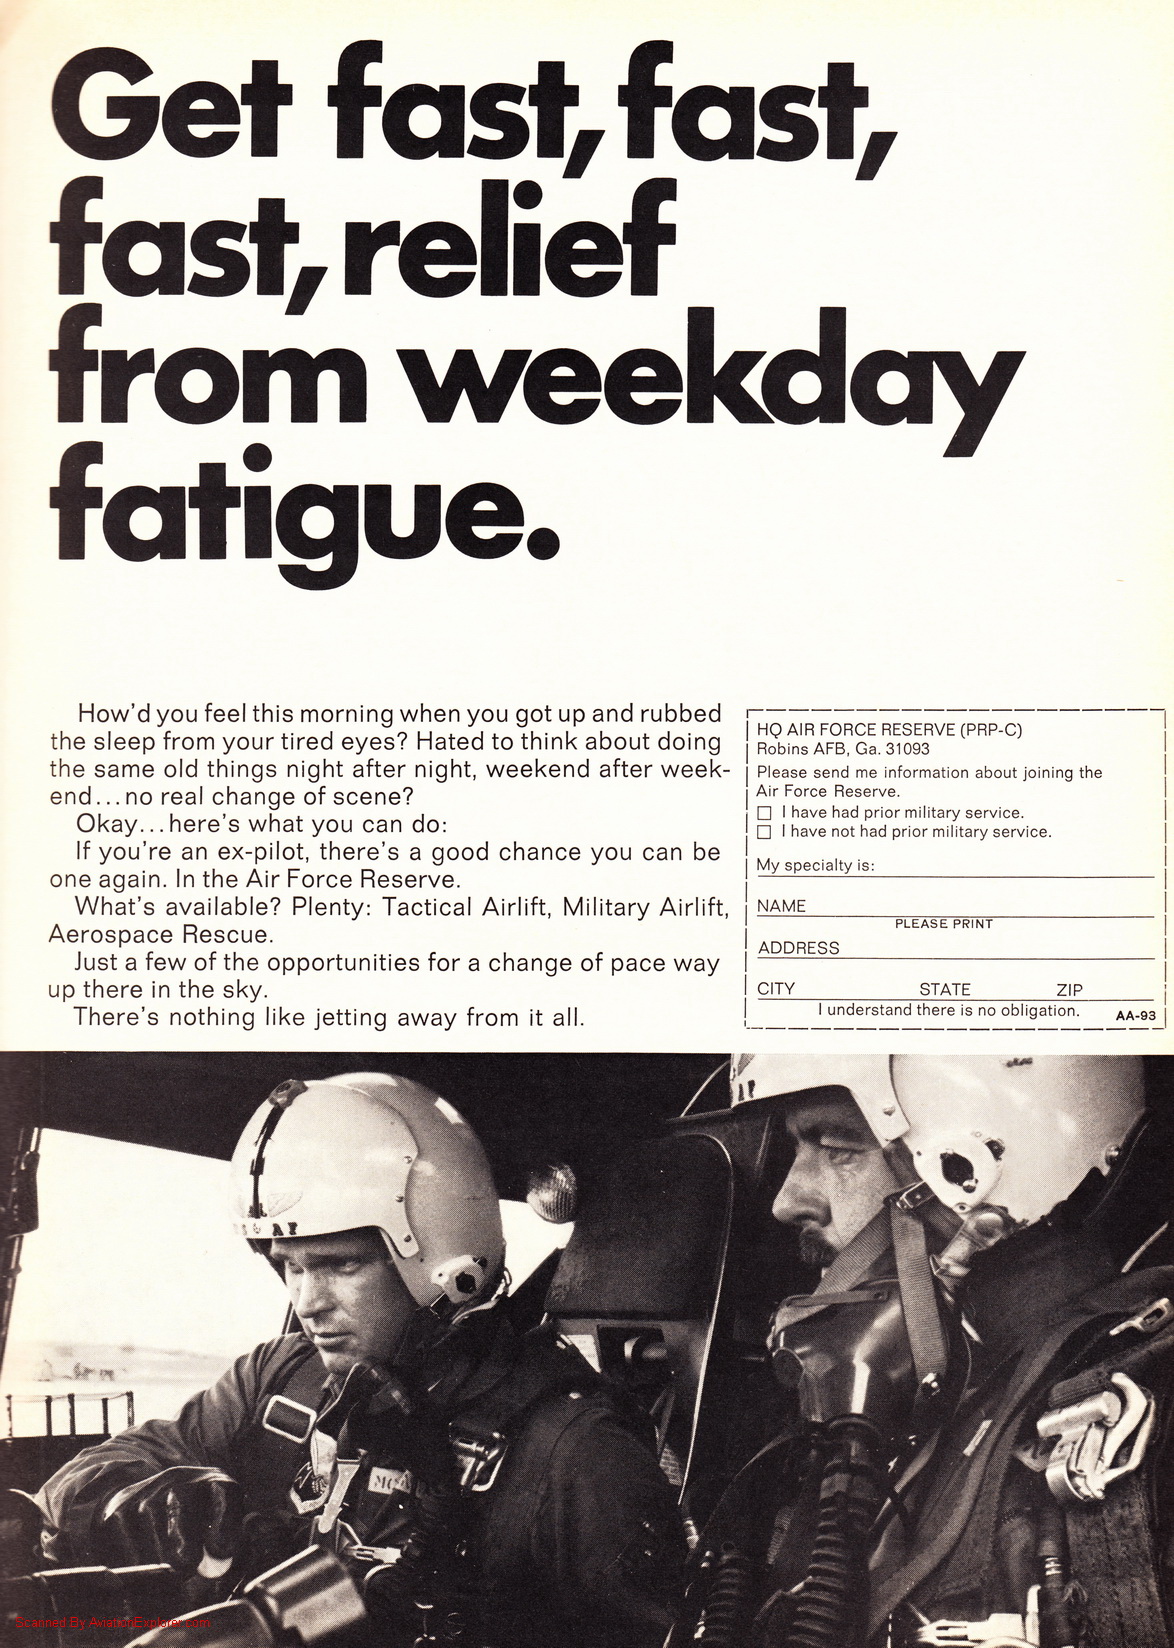 Get fast, fast,
fast, relief
from weekday
fatigue.
How'd you feel this morning when you got up and rubbed
the sleep from your tired eyes? Hated to think about doing
the same old things night after night, weekend after week-
end...no real change of scene?
Okay...here's what you can do:
If you're an ex-pilot, there's a good chance you can be
one again. In the Air Force Reserve.
What's available? Plenty: Tactical Airlift, Military Airlift,
Aerospace Rescue.
Just a few of the opportunities for a change of pace way
up there in the sky.
There's nothing like jetting away from it all.
HQ AIR FORCE RESERVE (PRP-C)
Robins AFB, Ga. 31093
Please send me information about joining the
Air Force Reserve.
☐ I have had prior military service.
☐ I have not had prior military service.
My specialty is:
NAME
PLEASE PRINT
ADDRESS
CITY STATE ZIP
I understand there is no obligation. AA-93
AF
AF
Scanned By AviationExplorer.com